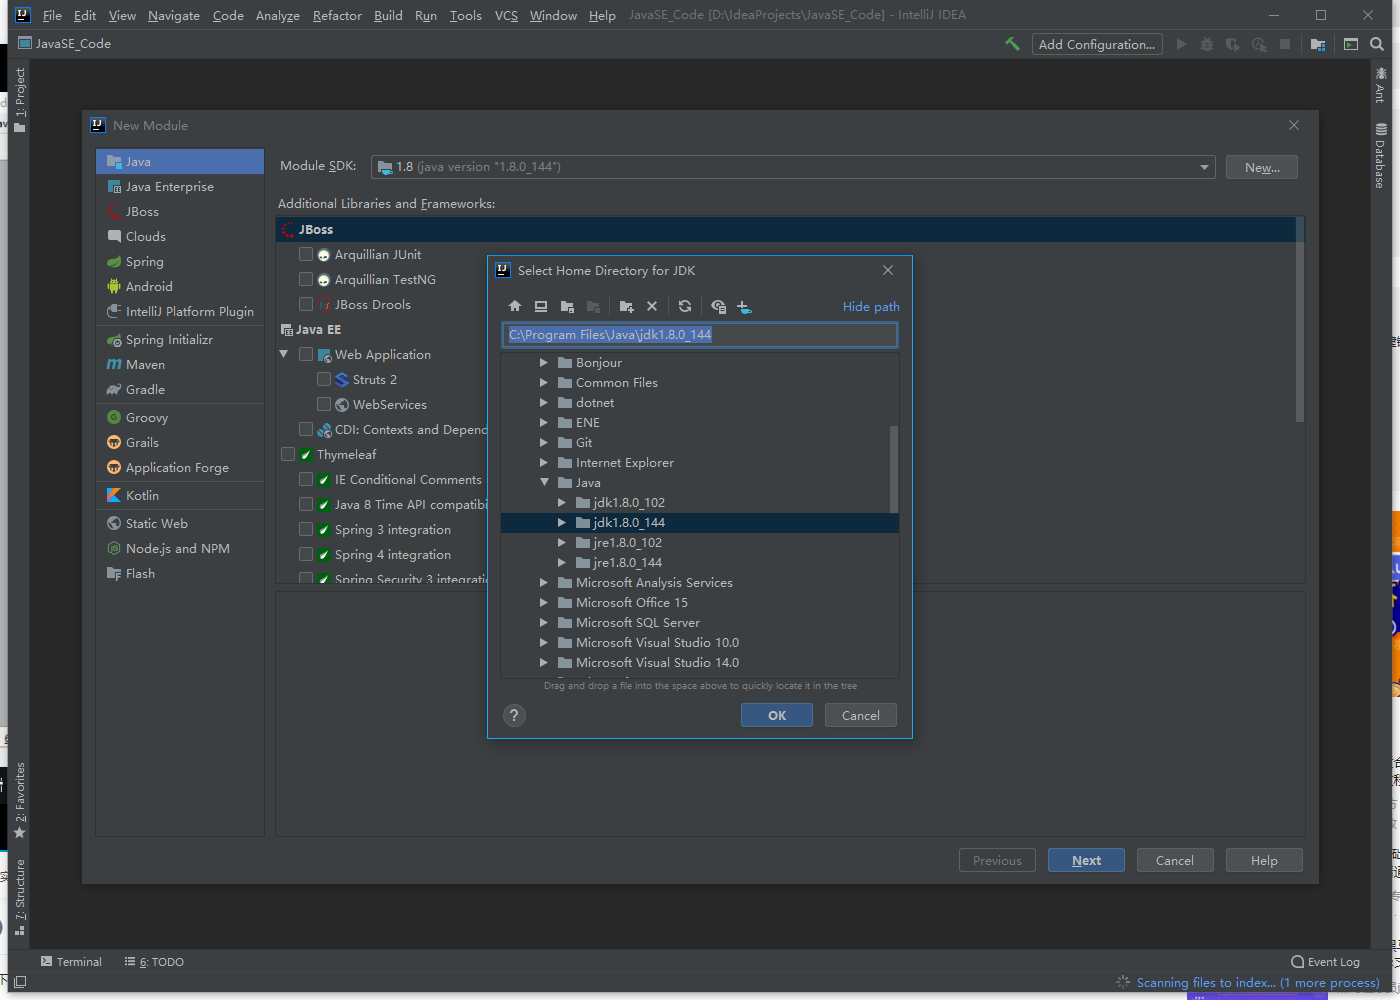 File Edit View Navigate Code Analyze Refactor Build Run Tools VCS Window Help JavaSE_Code [D:\IdeaProjects\JavaSE_Code] - IntelliJ IDEA
JavaSE_Code
Add Configuration...
1: Project
Ant
Database
New Module
Java
Java Enterprise
JBoss
Clouds
Spring
Android
IntelliJ Platform Plugin
Spring Initializr
Maven
Gradle
Groovy
Grails
Application Forge
Kotlin
Static Web
Node.js and NPM
Flash
Module SDK:
1.8 (java version "1.8.0_144")
New...
Additional Libraries and Frameworks:
JBoss
Arquillian JUnit
Arquillian TestNG
JBoss Drools
Java EE
Web Application
Struts 2
WebServices
CDI: Contexts and Depend
Thymeleaf
IE Conditional Comments
Java 8 Time API compatibi
Spring 3 integration
Spring 4 integration
Spring Security 3 integratio
Select Home Directory for JDK
Hide path
C:\Program Files\Java\jdk1.8.0_144
Bonjour
Common Files
dotnet
ENE
Git
Internet Explorer
Java
jdk1.8.0_102
jdk1.8.0_144
jre1.8.0_102
jre1.8.0_144
Microsoft Analysis Services
Microsoft Office 15
Microsoft SQL Server
Microsoft Visual Studio 10.0
Microsoft Visual Studio 14.0
Drag and drop a file into the space above to quickly locate it in the tree
?
OK
Cancel
Previous
Next
Cancel
Help
2: Favorites
7: Structure
Terminal
6: TODO
Event Log
Scanning files to index... (1 more process)